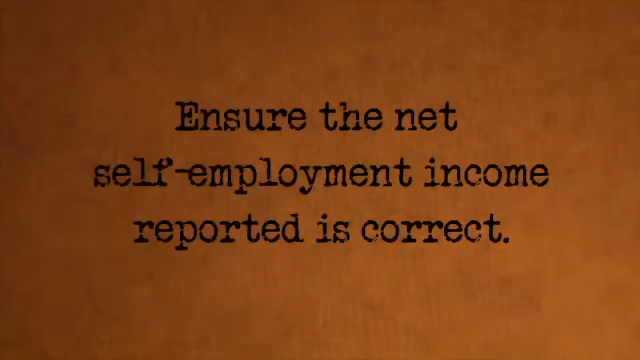 Ensure the net
self-employment income
reported is correct.